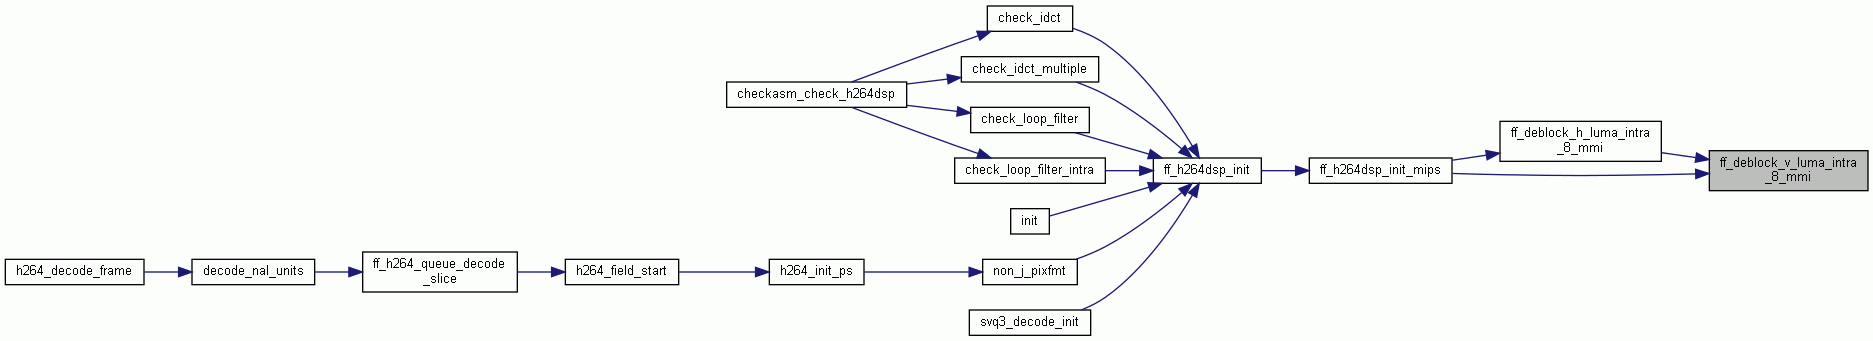 check_idct
check_idct_multiple
checkasm_check_h264dsp
check_loop_filter
check_loop_filter_intra
ff_h264dsp_init
ff_h264dsp_init_mips
ff_deblock_h_luma_intra
_8_mmi
ff_deblock_v_luma_intra
_8_mmi
init
h264_decode_frame
decode_nal_units
ff_h264_queue_decode
_slice
h264_field_start
h264_init_ps
non_j_pixfmt
svq3_decode_init